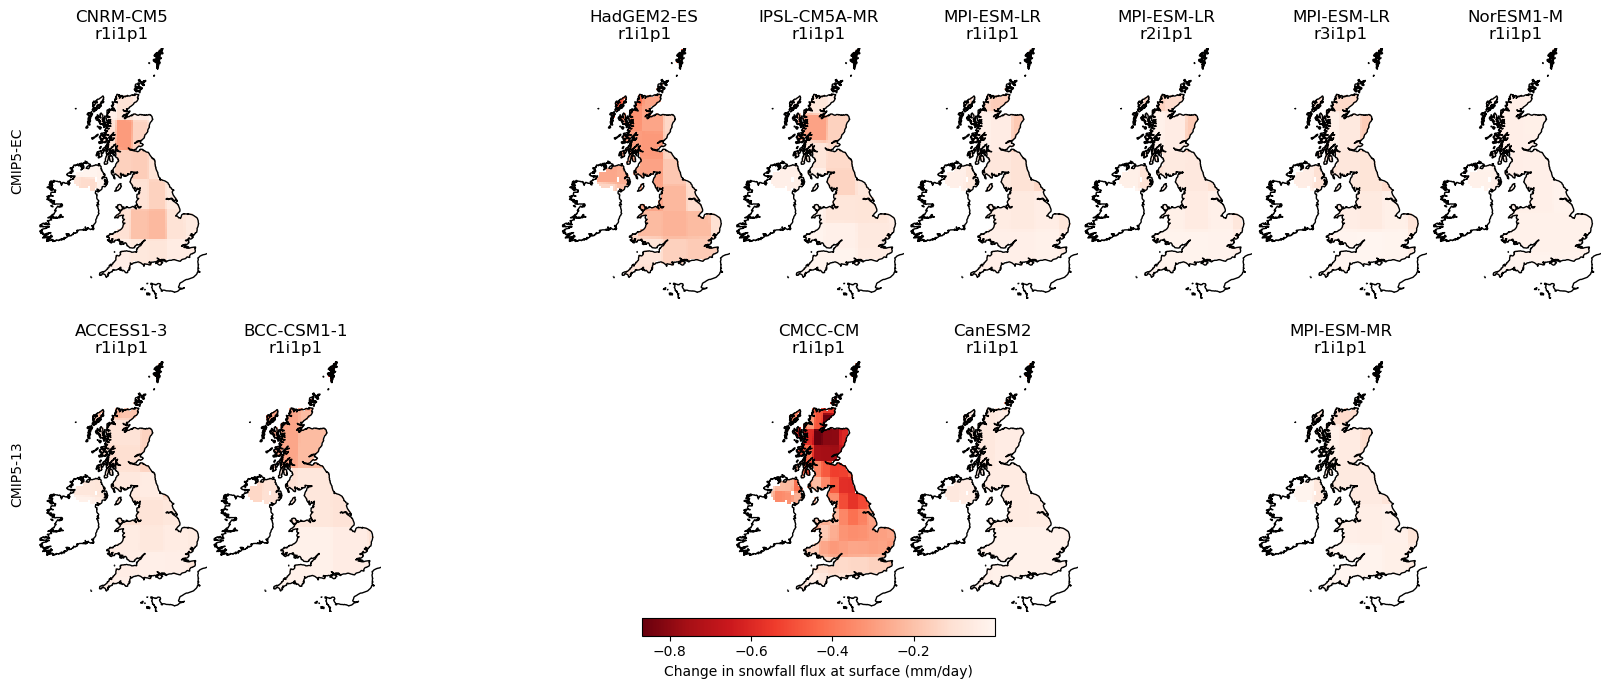 CNRM-CM5
r1i1p1
HadGEM2-ES
r1i1p1
IPSL-CM5A-MR
r1i1p1
MPI-ESM-LR
r1i1p1
MPI-ESM-LR
r2i1p1
MPI-ESM-LR
r3i1p1
NorESM1-M
r1i1p1
CMIP5-EC
ACCESS1-3
r1i1p1
BCC-CSM1-1
r1i1p1
CMCC-CM
r1i1p1
CanESM2
r1i1p1
MPI-ESM-MR
r1i1p1
CMIP5-13
−0.8 −0.6 −0.4 −0.2
Change in snowfall flux at surface (mm/day)